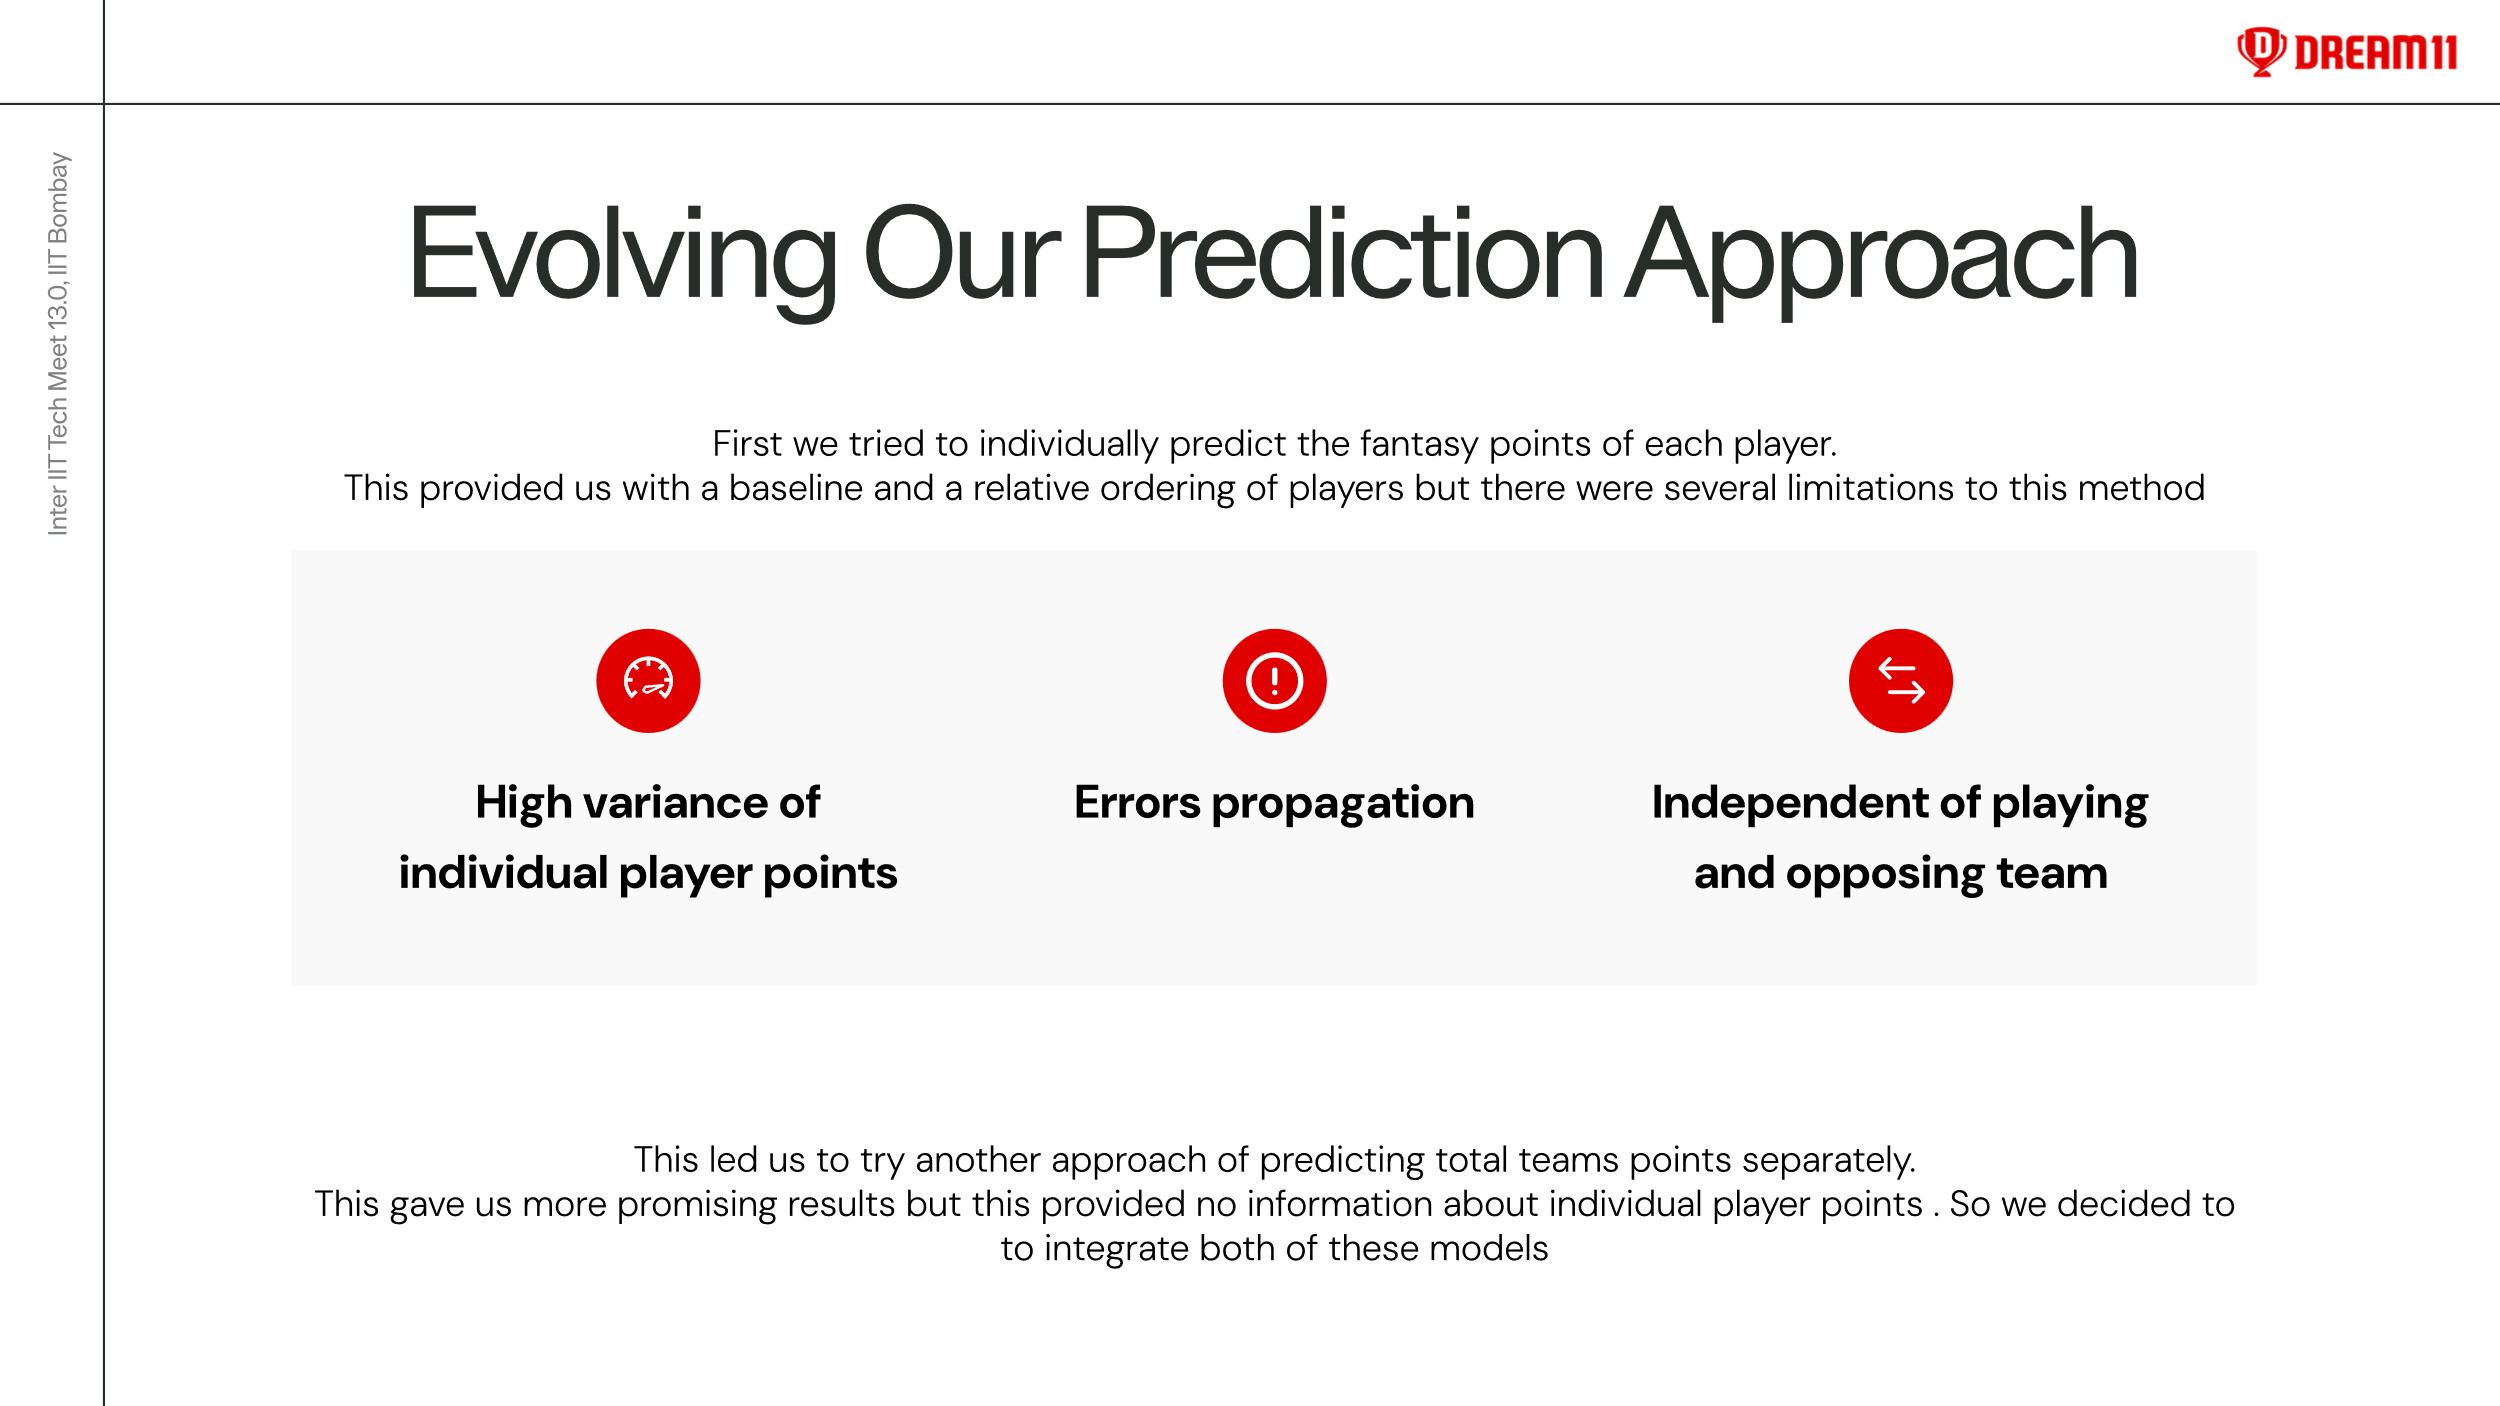 DREAM11
Inter IIT Tech Meet 13.0, IIT Bombay
Evolving Our Prediction Approach
First we tried to individually predict the fantasy points of each player.
This provided us with a baseline and a relative ordering of players but there were several limitations to this method
High variance of
individual player points
Errors propagation
Independent of playing
and opposing team
This led us to try another approach of predicting total teams points separately.
This gave us more promising results but this provided no information about individual player points . So we decided to
to integrate both of these models